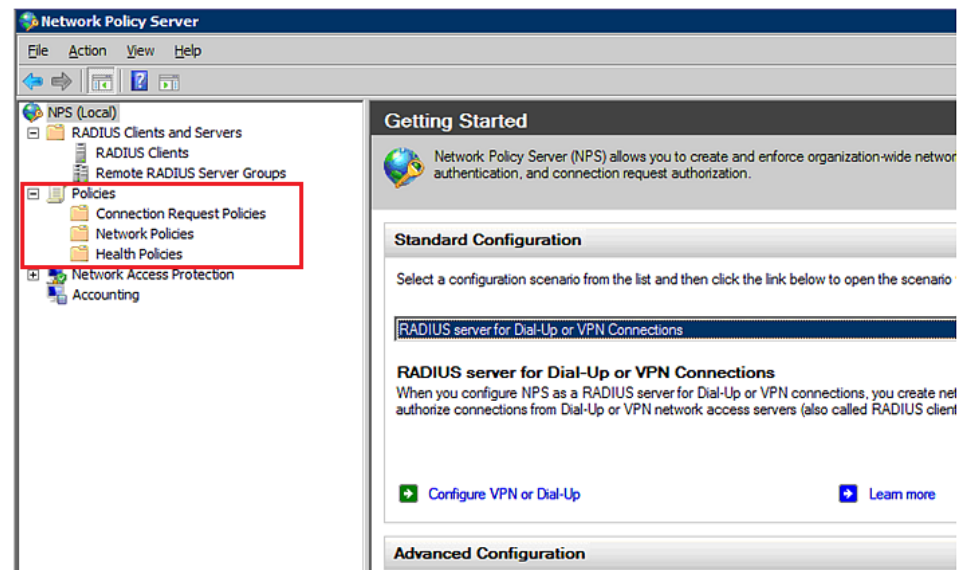 Network Policy Server
File Action View Help
NPS (Local)
RADIUS Clients and Servers
RADIUS Clients
Remote RADIUS Server Groups
Policies
Connection Request Policies
Network Policies
Health Policies
Network Access Protection
Accounting
Getting Started
Network Policy Server (NPS) allows you to create and enforce organization-wide networ
authentication, and connection request authorization.
Standard Configuration
Select a configuration scenario from the list and then click the link below to open the scenario
RADIUS server for Dial-Up or VPN Connections
RADIUS server for Dial-Up or VPN Connections
When you configure NPS as a RADIUS server for Dial-Up or VPN connections, you create net
authorize connections from Dial-Up or VPN network access servers (also called RADIUS client
Configure VPN or Dial-Up
Learn more
Advanced Configuration